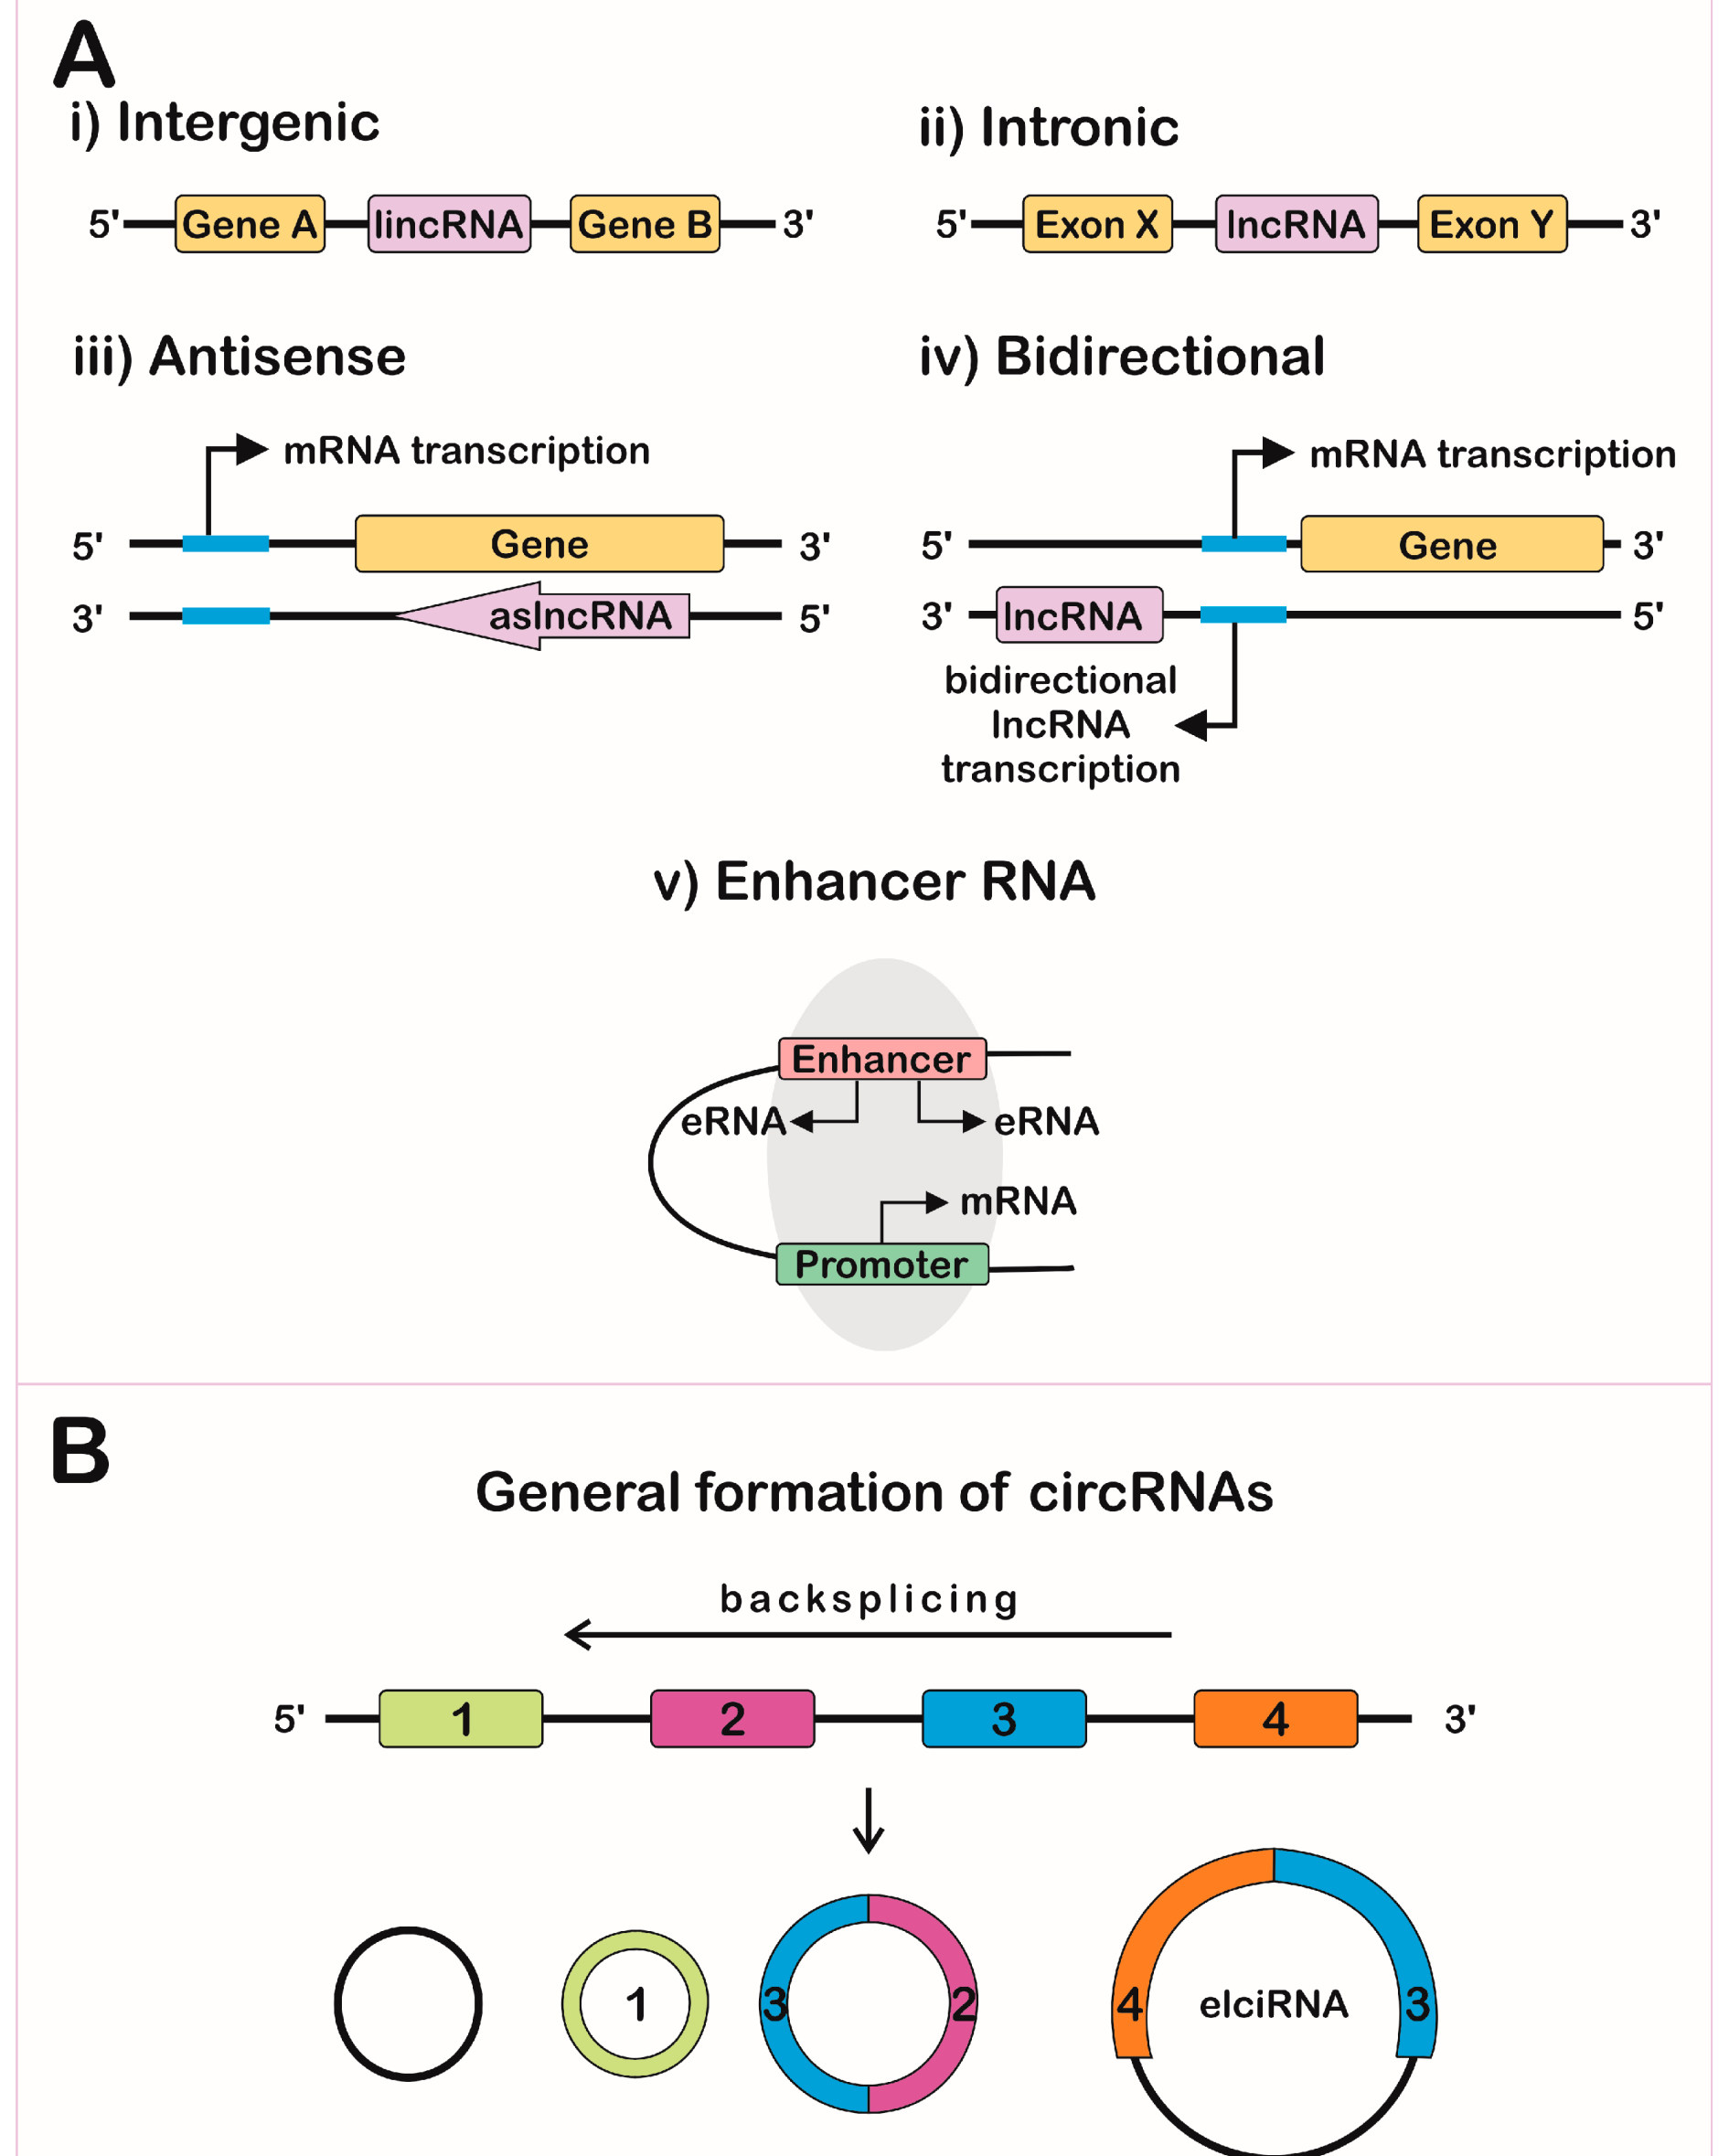 A
i) Intergenic
5' Gene A lincRNA Gene B 3'
ii) Intronic
5' Exon X lncRNA Exon Y 3'
iii) Antisense
mRNA transcription
5' Gene 3'
3' aslncRNA 5'
iv) Bidirectional
mRNA transcription
5' Gene 3'
3' lncRNA 5'
bidirectional
lncRNA
transcription
v) Enhancer RNA
Enhancer
eRNA eRNA
mRNA
Promoter
B
General formation of circRNAs
backsplicing
5' 1 2 3 4 3'
1 3 2 4 elciRNA 3